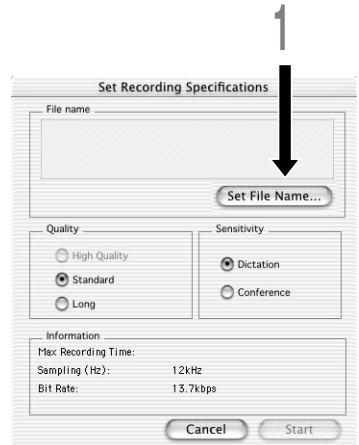 1
Set Recording Specifications
File name
Set File Name...
Quality
High Quality
Standard
Long
Sensitivity
Dictation
Conference
Information
Max Recording Time:
Sampling (Hz): 12kHz
Bit Rate: 13.7kbps
Cancel Start